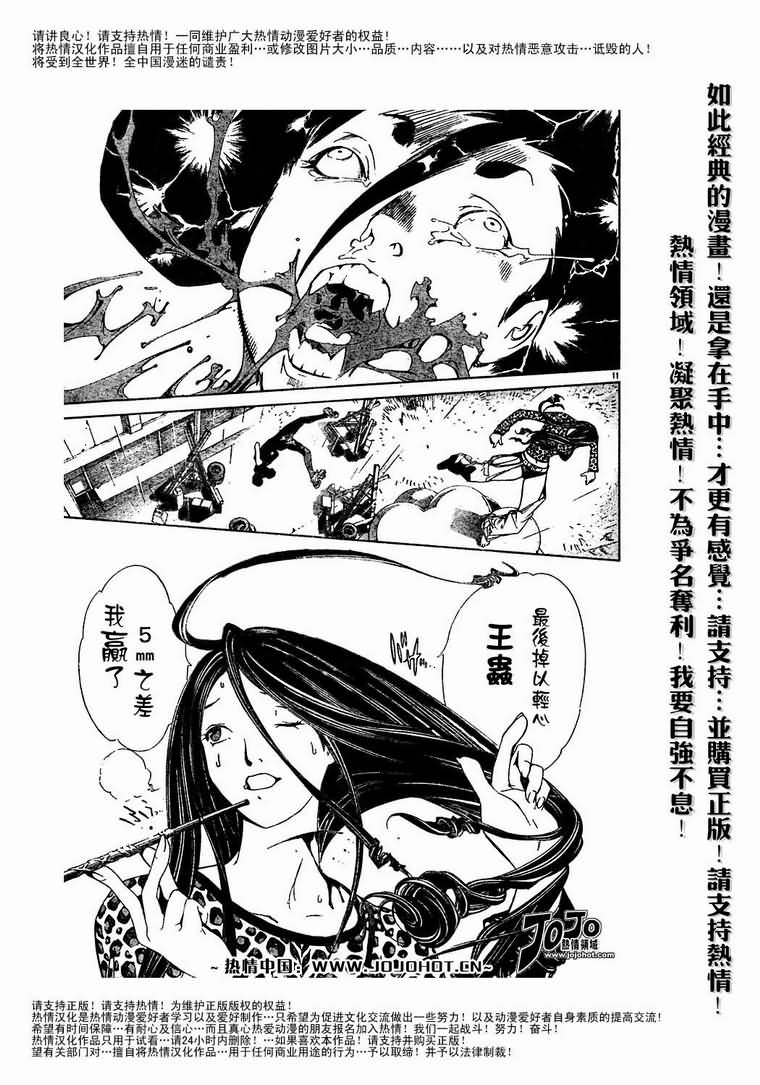 请讲良心！请支持热情！一同维护广大热情动漫爱好者的权益！
将热情汉化作品擅自用于任何商业盈利…或修改图片大小…品质…内容……以及对热情恶意攻击…诋毁的人！
将受到全世界！全中国漫迷的谴责！
如此經典的漫畫！還是拿在手中…才更有感覺…請支持…並購買正版！請支持熱情！
熱情領域！凝聚熱情！不為爭名奪利！我要自強不息！
11
最後掉以輕心
王蟲
5mm之差
我贏了
JOJO
熱情領域
www.jojohot.com
~ 热情中国：WWW.JOJOHOT.CN~
请支持正版！请支持热情！为维护正版版权的权益！
热情汉化是热情动漫爱好者学习以及爱好制作…只希望为促进文化交流做出一些努力！以及动漫爱好者自身素质的提高交流！
希望有时间保障…有耐心及信心…而且真心热爱动漫的朋友报名加入热情！我们一起战斗！努力！奋斗！
热情汉化作品只用于试看…请24小时内删除！…如果喜欢本作品！请支持并购买正版！
望有关部门对…擅自将热情汉化作品…用于任何商业用途的行为…予以取缔！并予以法律制裁！